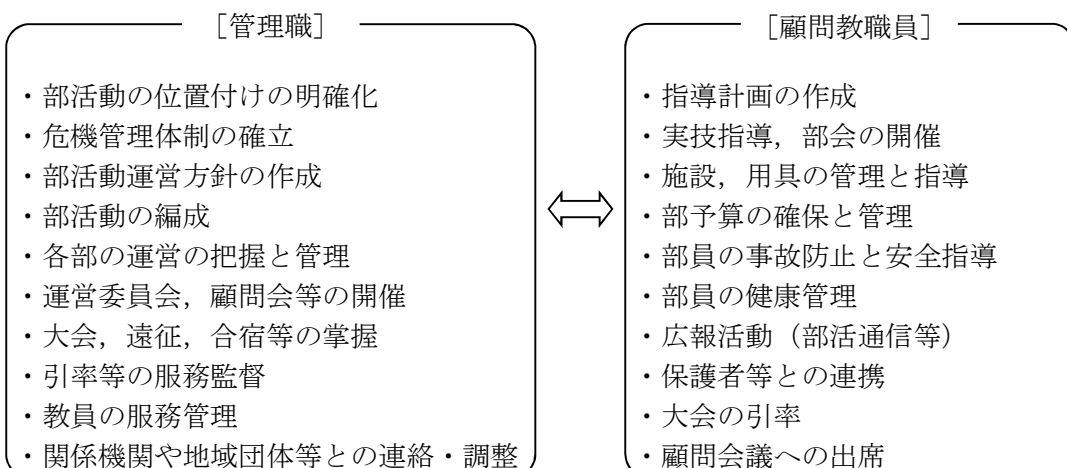 ［管理職］
・部活動の位置付けの明確化
・危機管理体制の確立
・部活動運営方針の作成
・部活動の編成
・各部の運営の把握と管理
・運営委員会，顧問会等の開催
・大会，遠征，合宿等の掌握
・引率等の服務監督
・教員の服務管理
・関係機関や地域団体等との連絡・調整
［顧問教職員］
・指導計画の作成
・実技指導，部会の開催
・施設，用具の管理と指導
・部予算の確保と管理
・部員の事故防止と安全指導
・部員の健康管理
・広報活動（部活通信等）
・保護者等との連携
・大会の引率
・顧問会議への出席